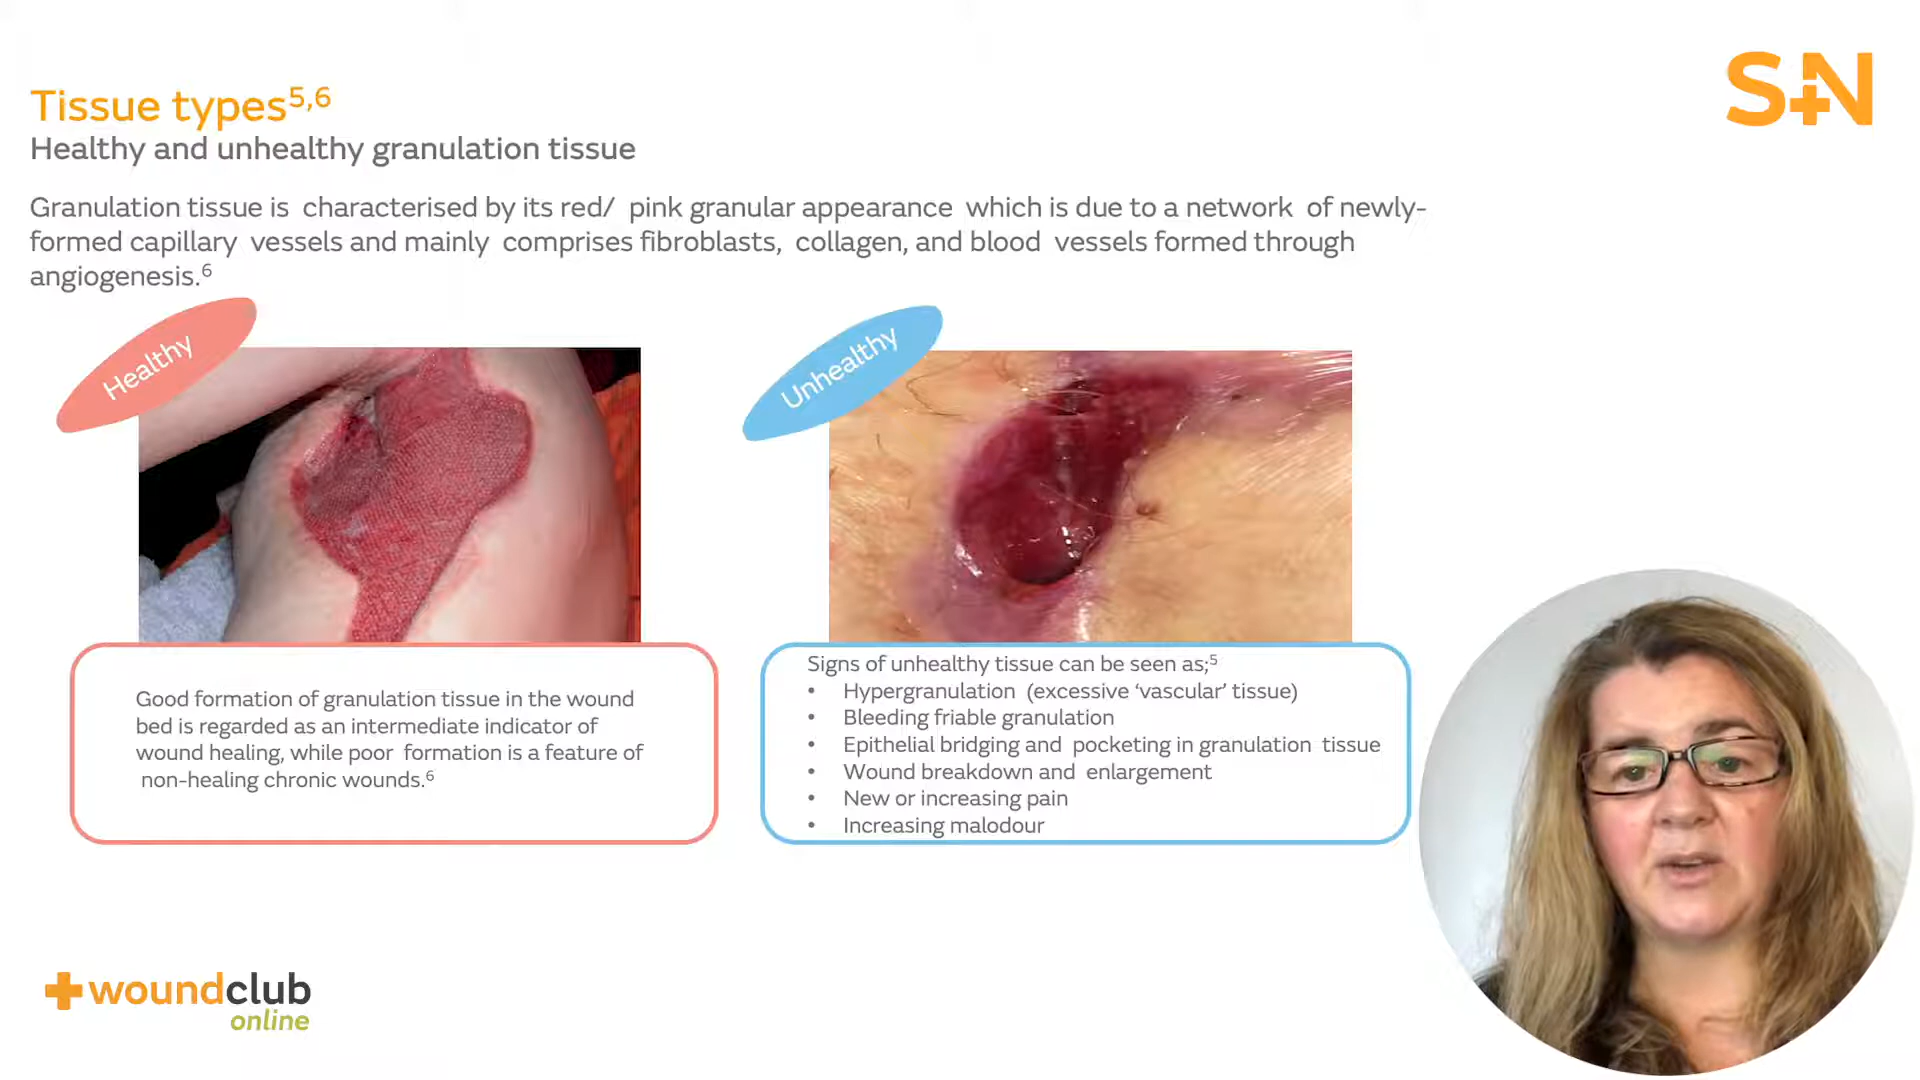 S+N
Tissue types5,6
Healthy and unhealthy granulation tissue
Granulation tissue is characterised by its red/ pink granular appearance which is due to a network of newly-
formed capillary vessels and mainly comprises fibroblasts, collagen, and blood vessels formed through
angiogenesis.6
Healthy
Unhealthy
Good formation of granulation tissue in the wound
bed is regarded as an intermediate indicator of
wound healing, while poor formation is a feature of
non-healing chronic wounds.6
Signs of unhealthy tissue can be seen as;5
• Hypergranulation (excessive ‘vascular’ tissue)
• Bleeding friable granulation
• Epithelial bridging and pocketing in granulation tissue
• Wound breakdown and enlargement
• New or increasing pain
• Increasing malodour
woundclub
online